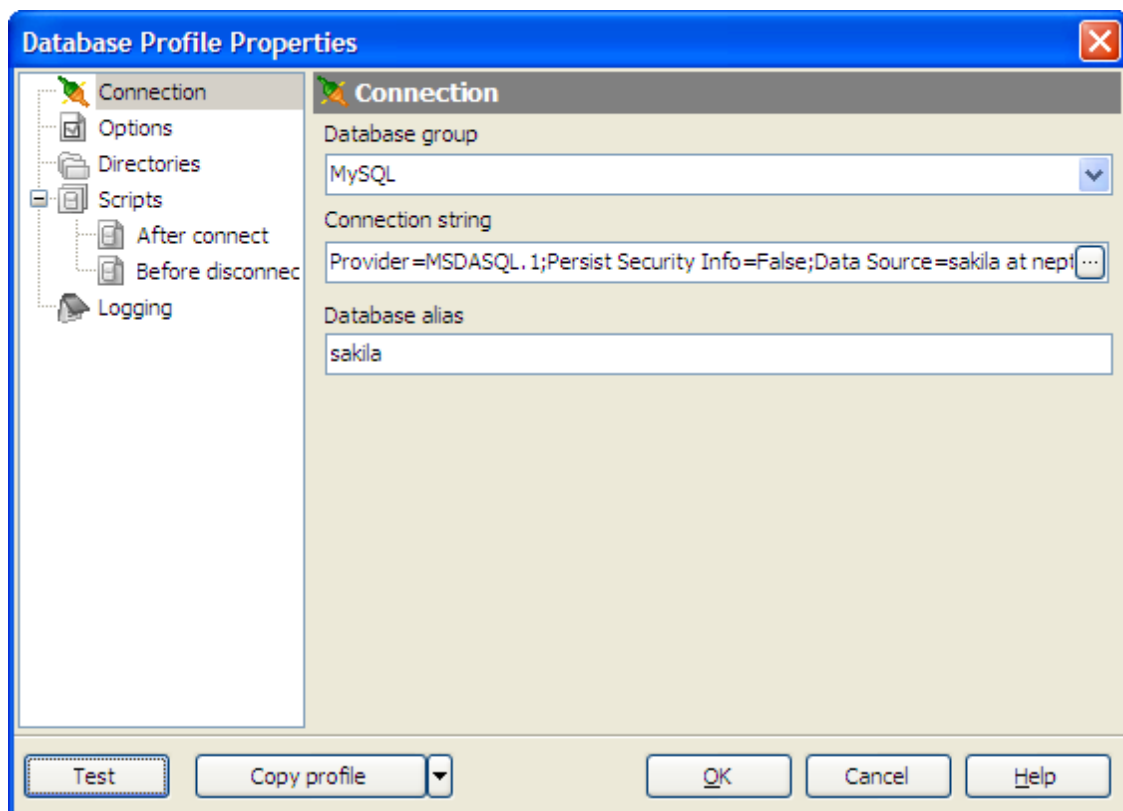 Database Profile Properties
Connection
Options
Directories
Scripts
After connect
Before disconnec
Logging
Connection
Database group
MySQL
Connection string
Provider=MSDASQL.1;Persist Security Info=False;Data Source=sakila at nept
...
Database alias
sakila
Test
Copy profile
OK
Cancel
Help